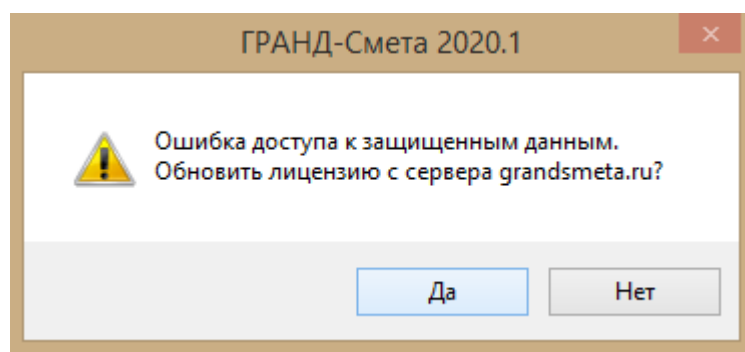 ГРАНД-Смета 2020.1
Ошибка доступа к защищенным данным.
Обновить лицензию с сервера grandsmeta.ru?
Да
Нет